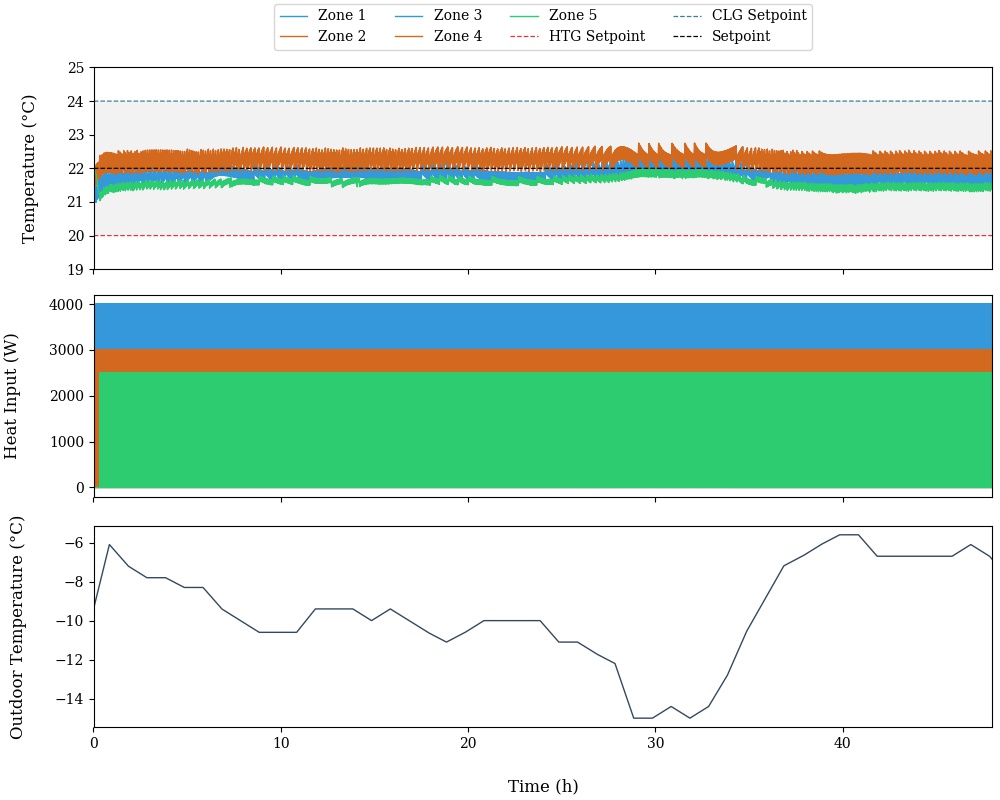 Zone 1 Zone 3 Zone 5 CLG Setpoint
Zone 2 Zone 4 HTG Setpoint Setpoint
25
24
23
22
21
20
19
Temperature (°C)
4000
3000
2000
1000
0
Heat Input (W)
−6
−8
−10
−12
−14
Outdoor Temperature (°C)
0 10 20 30 40
Time (h)